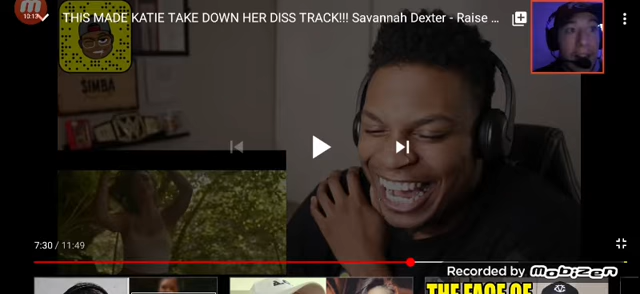 10:13
THIS MADE KATIE TAKE DOWN HER DISS TRACK!!! Savannah Dexter - Raise ...
SIMBA
7:30 / 11:49
Recorded by mobizen
THE FACE OF